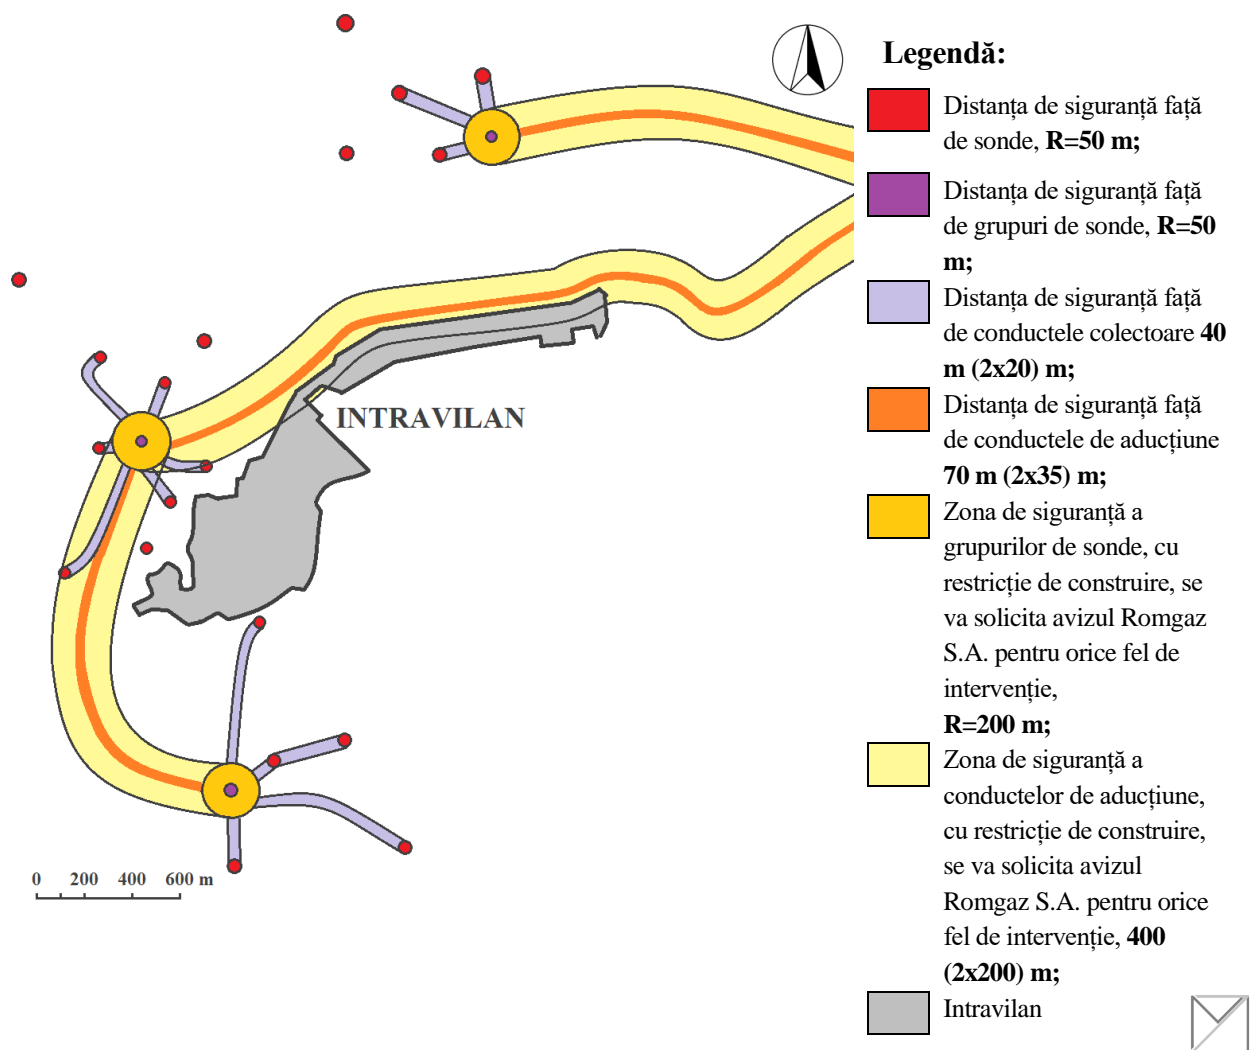 Legendă:
Distanța de siguranță față
de sonde, R=50 m;
Distanța de siguranță față
de grupuri de sonde, R=50
m;
Distanța de siguranță față
de conductele colectoare 40
m (2x20) m;
Distanța de siguranță față
de conductele de aducțiune
70 m (2x35) m;
Zona de siguranță a
grupurilor de sonde, cu
restricție de construire, se
va solicita avizul Romgaz
S.A. pentru orice fel de
intervenție,
R=200 m;
Zona de siguranță a
conductelor de aducțiune,
cu restricție de construire,
se va solicita avizul
Romgaz S.A. pentru orice
fel de intervenție, 400
(2x200) m;
Intravilan
INTRAVILAN
0 200 400 600 m